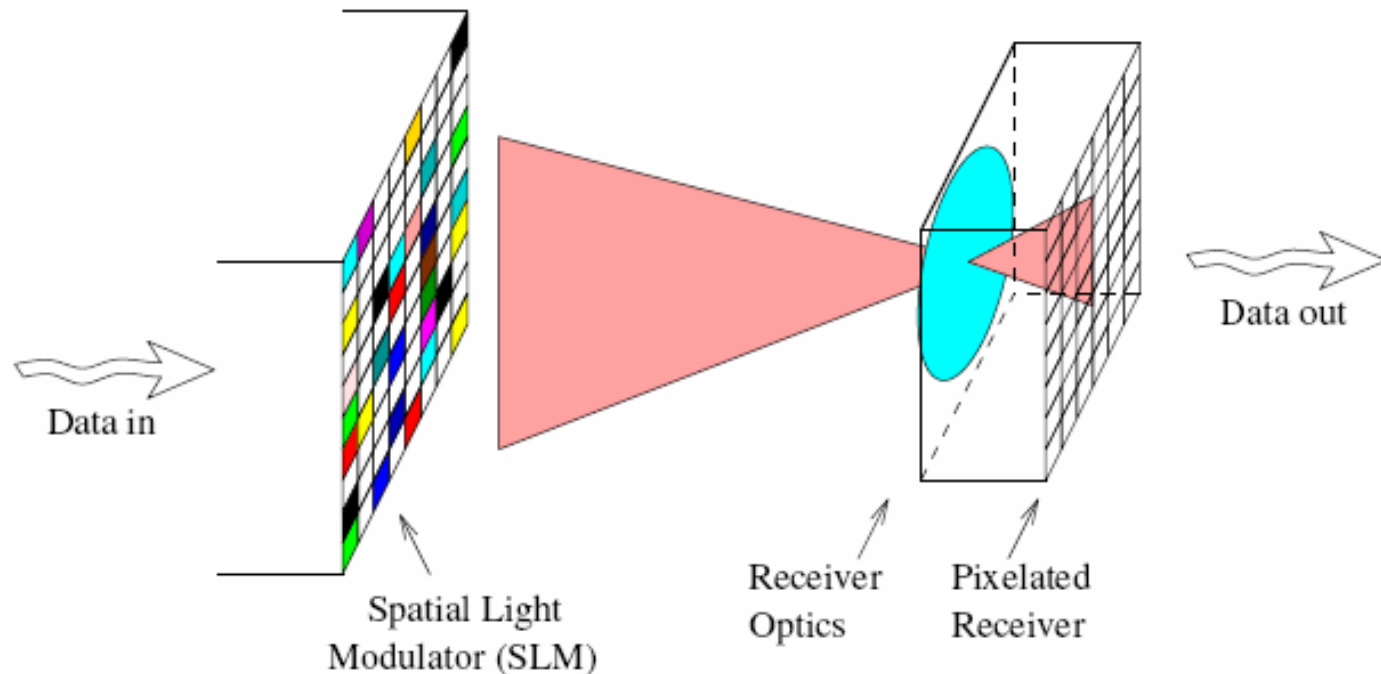 Data in
Data out
Spatial Light
Modulator (SLM)
Receiver
Optics
Pixelated
Receiver